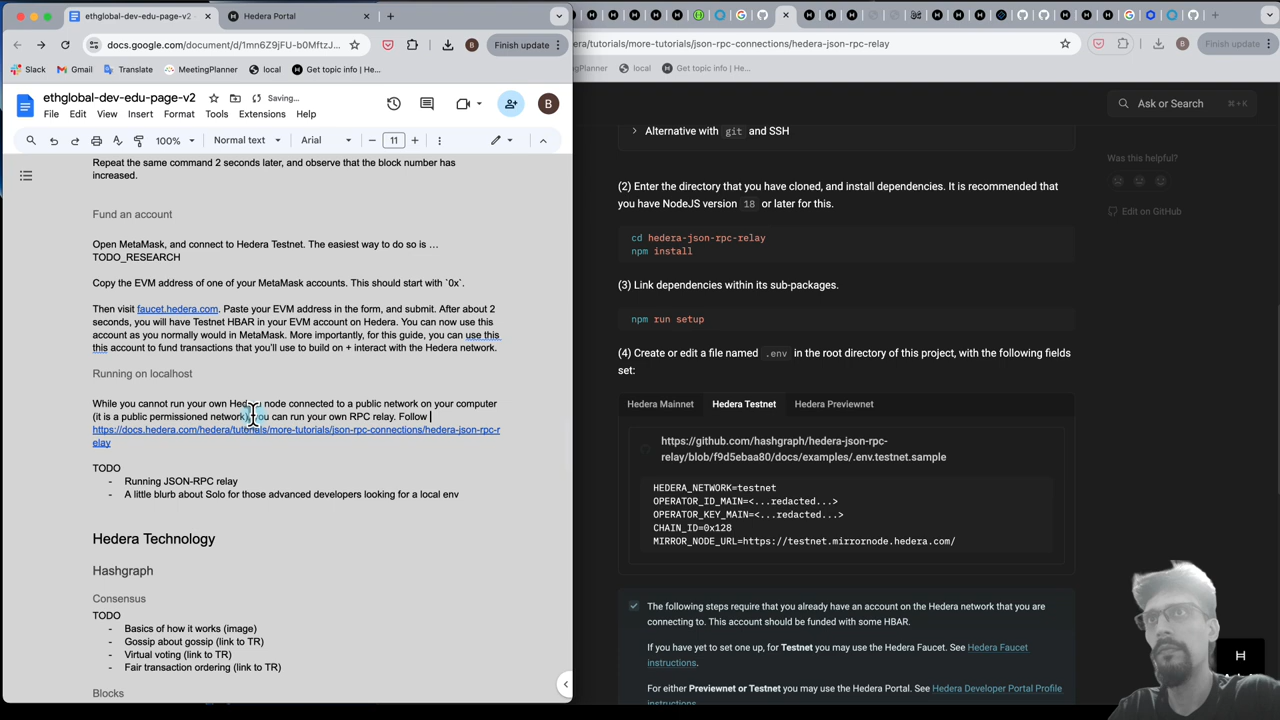 ethglobal-dev-edu-page-v2
Hedera Portal
docs.google.com/document/d/1mn6Z9jFU-b0MftzJ...
Finish update
era/tutorials/more-tutorials/json-rpc-connections/hedera-json-rpc-relay
Finish update
Slack
Gmail
Translate
MeetingPlanner
local
Get topic info | He...
local
Get topic info | He...
ethglobal-dev-edu-page-v2
Saving...
File Edit View Insert Format Tools Extensions Help
100%
Normal text
Arial
11
Repeat the same command 2 seconds later, and observe that the block number has
increased.
Fund an account
Open MetaMask, and connect to Hedera Testnet. The easiest way to do so is …
TODO_RESEARCH
Copy the EVM address of one of your MetaMask accounts. This should start with `0x`.
Then visit faucet.hedera.com. Paste your EVM address in the form, and submit. After about 2
seconds, you will have Testnet HBAR in your EVM account on Hedera. You can now use this
account as you normally would in MetaMask. More importantly, for this guide, you can use this
this account to fund transactions that you'll use to build on + interact with the Hedera network.
Running on localhost
While you cannot run your own Hedera node connected to a public network on your computer
(it is a public permissioned network), you can run your own RPC relay. Follow
https://docs.hedera.com/hedera/tutorials/more-tutorials/json-rpc-connections/hedera-json-rpc-r
elay
TODO
- Running JSON-RPC relay
- A little blurb about Solo for those advanced developers looking for a local env
Hedera Technology
Hashgraph
Consensus
TODO
- Basics of how it works (image)
- Gossip about gossip (link to TR)
- Virtual voting (link to TR)
- Fair transaction ordering (link to TR)
Blocks
Ask or Search
⌘+K
Alternative with git and SSH
Was this helpful?
Edit on GitHub
(2) Enter the directory that you have cloned, and install dependencies. It is recommended that
you have NodeJS version 18 or later for this.
cd hedera-json-rpc-relay
npm install
(3) Link dependencies within its sub-packages.
npm run setup
(4) Create or edit a file named .env in the root directory of this project, with the following fields
set:
Hedera Mainnet
Hedera Testnet
Hedera Previewnet
https://github.com/hashgraph/hedera-json-rpc-
relay/blob/f9d5ebaa80/docs/examples/.env.testnet.sample
HEDERA_NETWORK=testnet
OPERATOR_ID_MAIN=<...redacted...>
OPERATOR_KEY_MAIN=<...redacted...>
CHAIN_ID=0x128
MIRROR_NODE_URL=https://testnet.mirrornode.hedera.com/
The following steps require that you already have an account on the Hedera network that you are
connecting to. This account should be funded with some HBAR.
If you have yet to set one up, for Testnet you may use the Hedera Faucet. See Hedera Faucet
instructions.
For either Previewnet or Testnet you may use the Hedera Portal. See Hedera Developer Portal Profile
instructions.